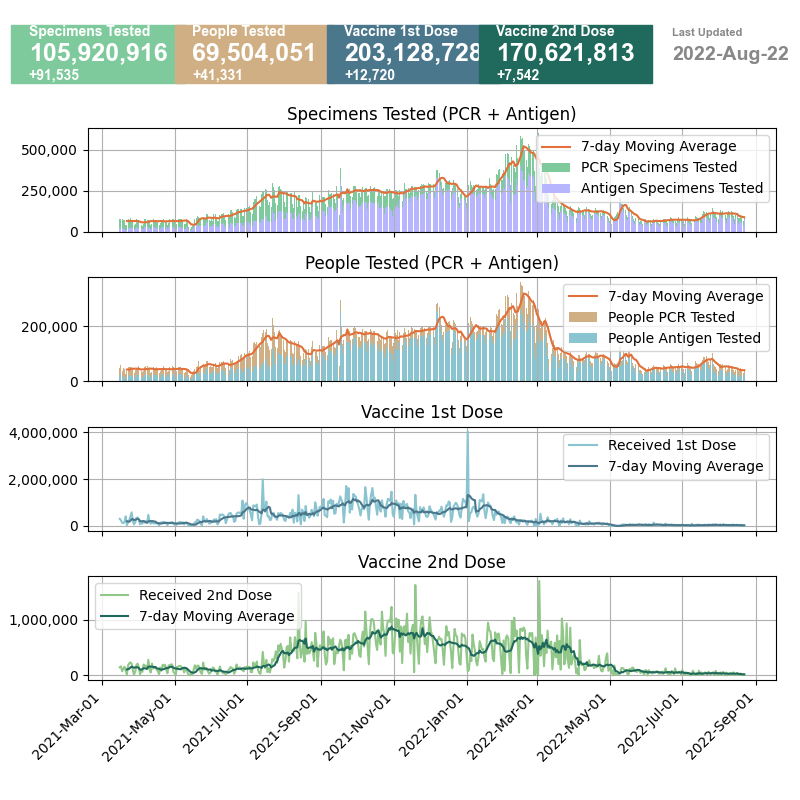 Specimens Tested
105,920,916
+91,535
People Tested
69,504,051
+41,331
Vaccine 1st Dose
203,128,728
+12,720
Vaccine 2nd Dose
170,621,813
+7,542
Last Updated
2022-Aug-22
Specimens Tested (PCR + Antigen)
500,000
250,000
0
7-day Moving Average
PCR Specimens Tested
Antigen Specimens Tested
People Tested (PCR + Antigen)
200,000
0
7-day Moving Average
People PCR Tested
People Antigen Tested
Vaccine 1st Dose
4,000,000
2,000,000
0
Received 1st Dose
7-day Moving Average
Vaccine 2nd Dose
1,000,000
0
Received 2nd Dose
7-day Moving Average
2021-Mar-01
2021-May-01
2021-Jul-01
2021-Sep-01
2021-Nov-01
2022-Jan-01
2022-Mar-01
2022-May-01
2022-Jul-01
2022-Sep-01